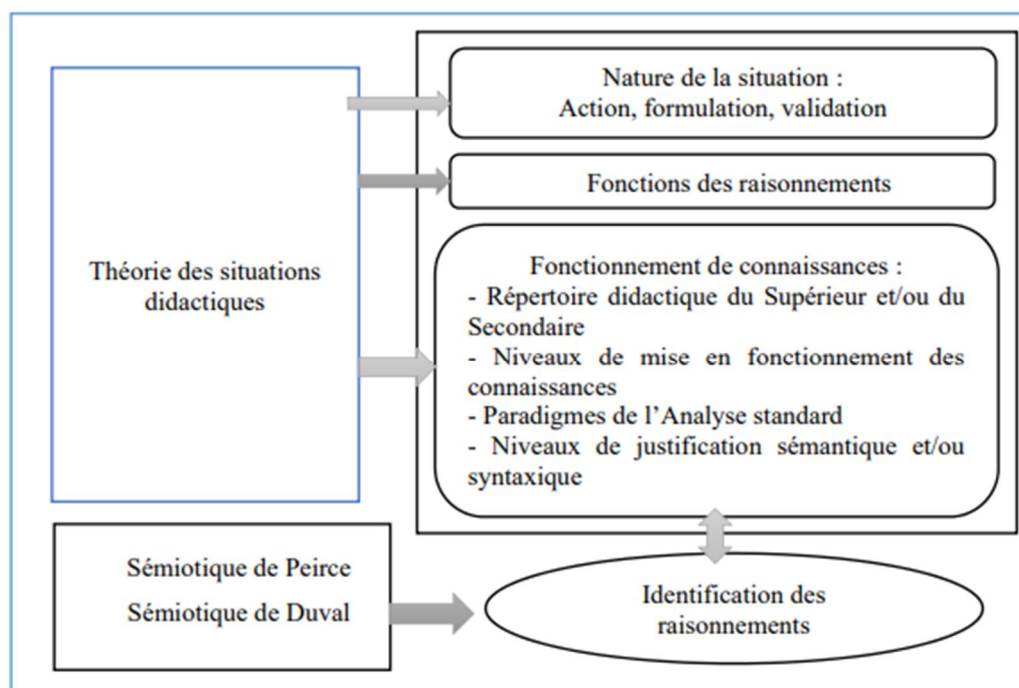 Nature de la situation :
Action, formulation, validation
Fonctions des raisonnements
Théorie des situations
didactiques
Fonctionnement de connaissances :
- Répertoire didactique du Supérieur et/ou du
Secondaire
- Niveaux de mise en fonctionnement des
connaissances
- Paradigmes de l’Analyse standard
- Niveaux de justification sémantique et/ou
syntaxique
Sémiotique de Peirce
Sémiotique de Duval
Identification des
raisonnements